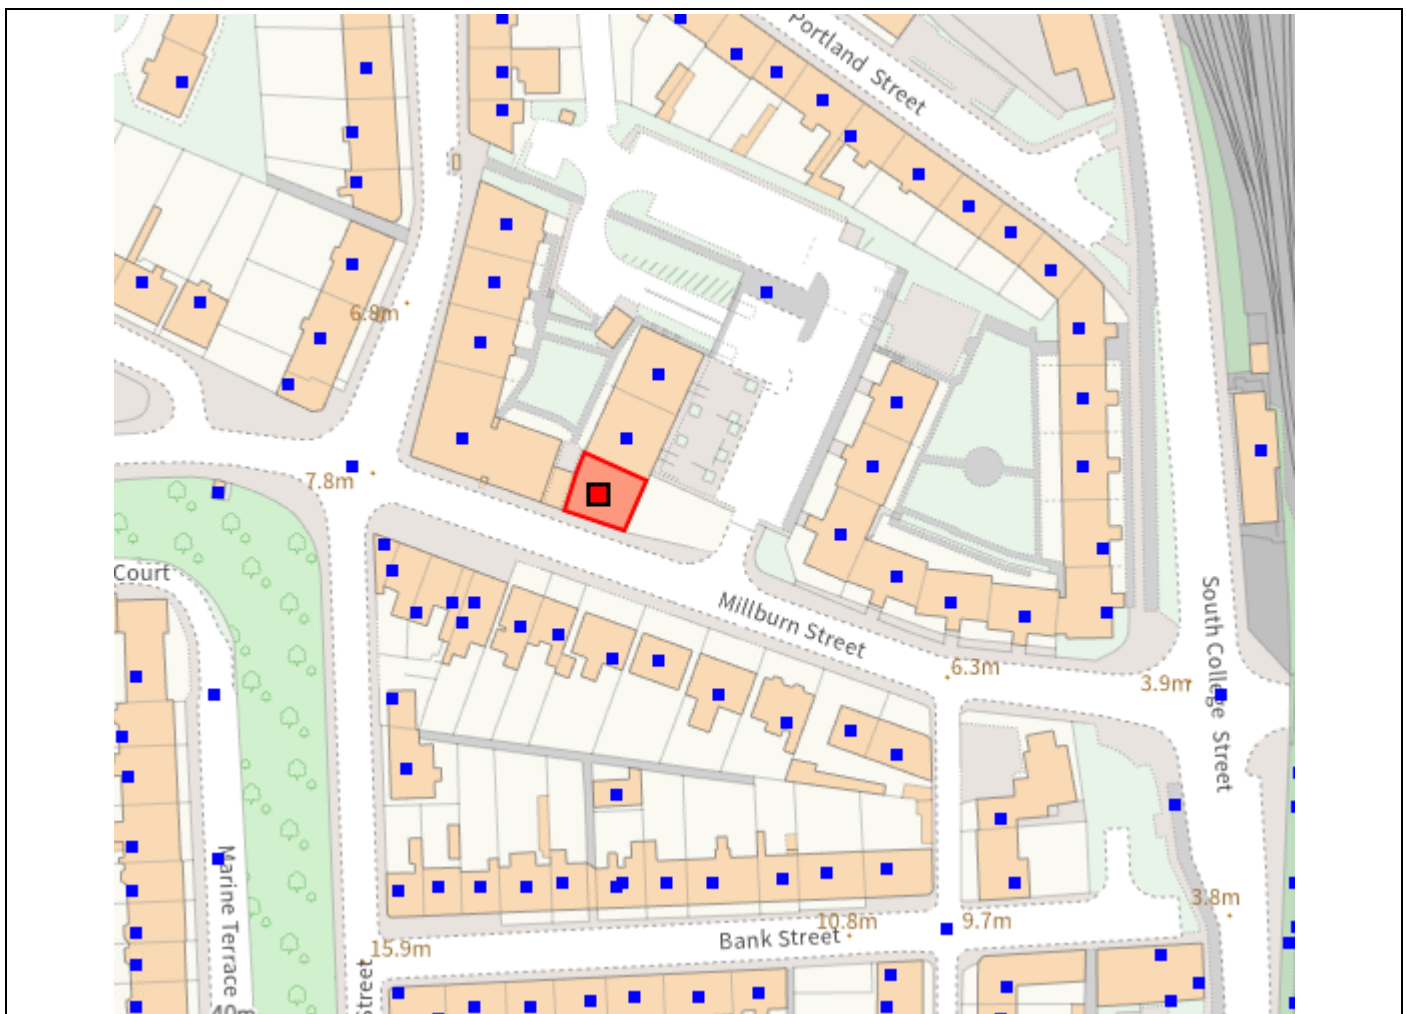 Portland Street
6.8m
7.8m
Court
Millburn Street
South College Street
6.3m
3.9m
Marine Terrace
3.8m
10.8m
9.7m
Bank Street
15.9m
Street